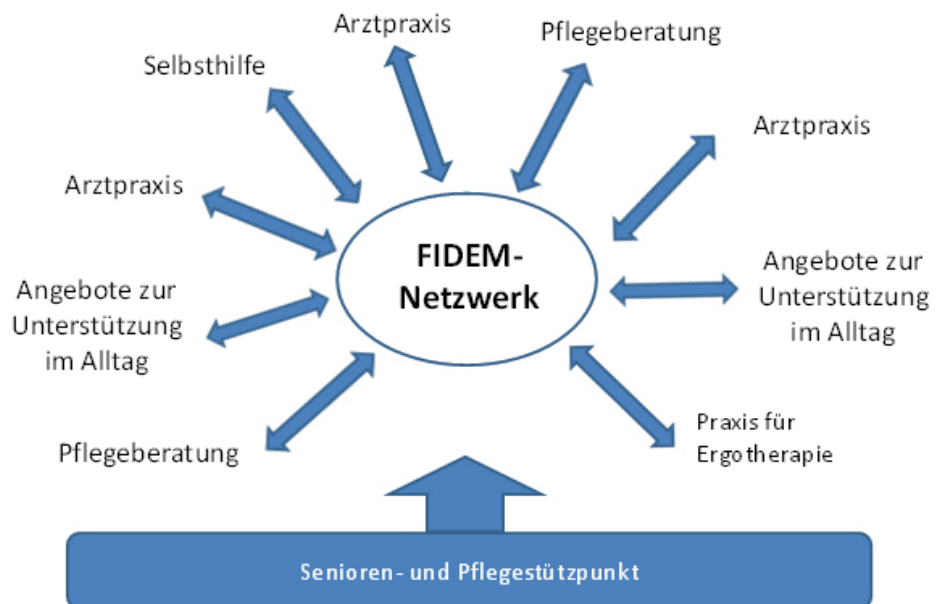 Arztpraxis
Pflegeberatung
Selbsthilfe
Arztpraxis
Arztpraxis
FIDEM-
Netzwerk
Angebote zur
Unterstützung
im Alltag
Angebote zur
Unterstützung
im Alltag
Pflegeberatung
Praxis für
Ergotherapie
Senioren- und Pflegestützpunkt